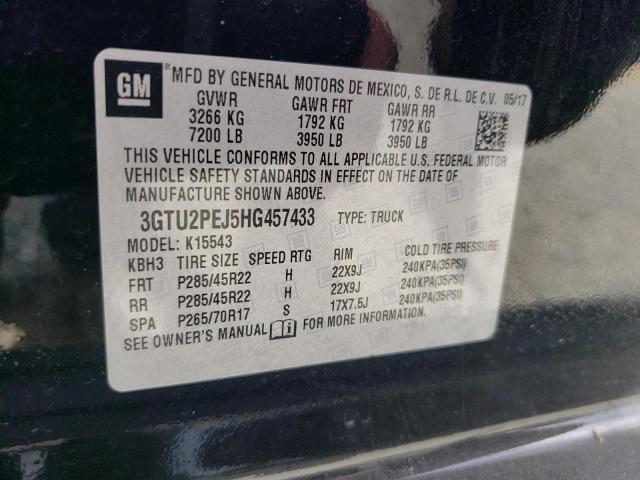 GM MFD BY GENERAL MOTORS DE MEXICO, S. DE R.L. DE C.V. 05/17
GVWR GAWR FRT GAWR RR
3266 KG 1792 KG 1792 KG
7200 LB 3950 LB 3950 LB
THIS VEHICLE CONFORMS TO ALL APPLICABLE U.S. FEDERAL MOTOR
VEHICLE SAFETY STANDARDS IN EFFECT ON THE DATE OF
MANUFACTURE SHOWN ABOVE.
3GTU2PEJ5HG457433 TYPE: TRUCK
MODEL: K15543
KBH3 TIRE SIZE SPEED RTG RIM COLD TIRE PRESSURE
FRT P285/45R22 H 22X9J 240KPA(35PSI)
RR P285/45R22 H 22X9J 240KPA(35PSI)
SPA P265/70R17 S 17X7.5J 240KPA(35PSI)
SEE OWNER'S MANUAL FOR MORE INFORMATION.